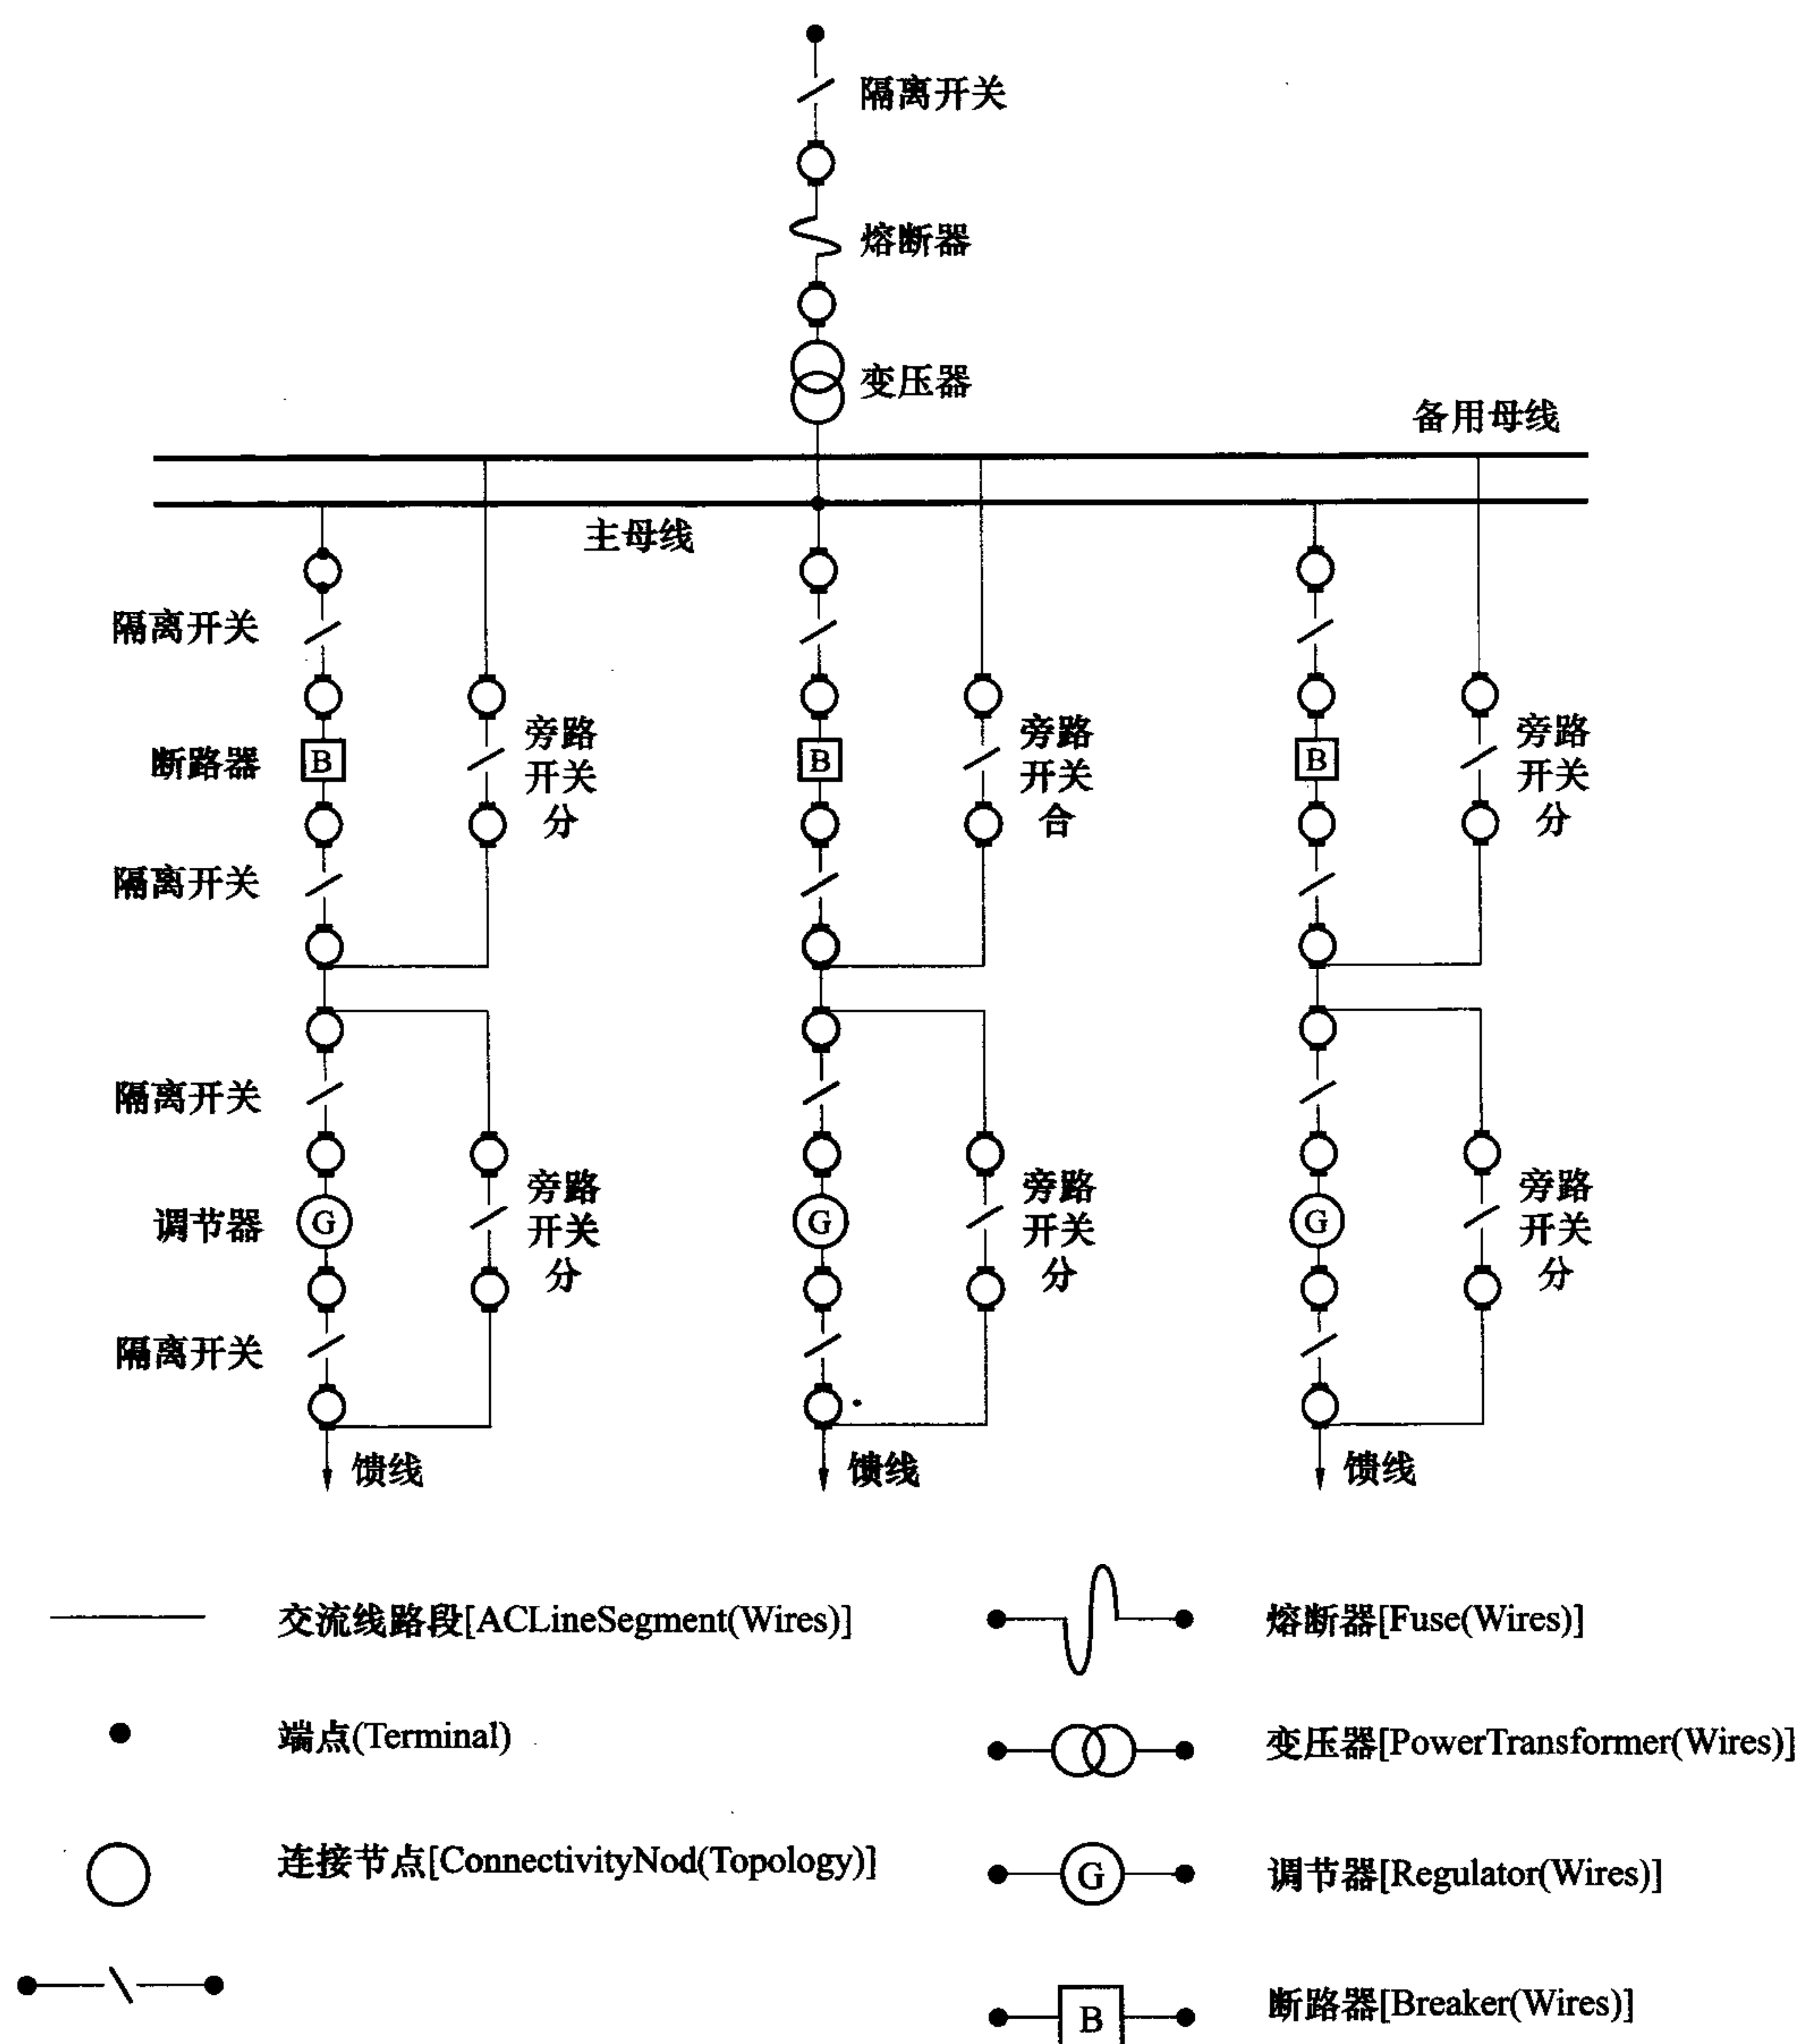 隔离开关
熔断器
变压器
备用母线
主母线
隔离开关
断路器
B
旁路
开关
分
B
旁路
开关
合
B
旁路
开关
分
隔离开关
隔离开关
调节器
G
旁路
开关
分
G
旁路
开关
分
G
旁路
开关
分
隔离开关
馈线
馈线
馈线
交流线路段[ACLineSegment(Wires)]
熔断器[Fuse(Wires)]
端点(Terminal)
变压器[PowerTransformer(Wires)]
连接节点[ConnectivityNod(Topology)]
G
调节器[Regulator(Wires)]
B
断路器[Breaker(Wires)]